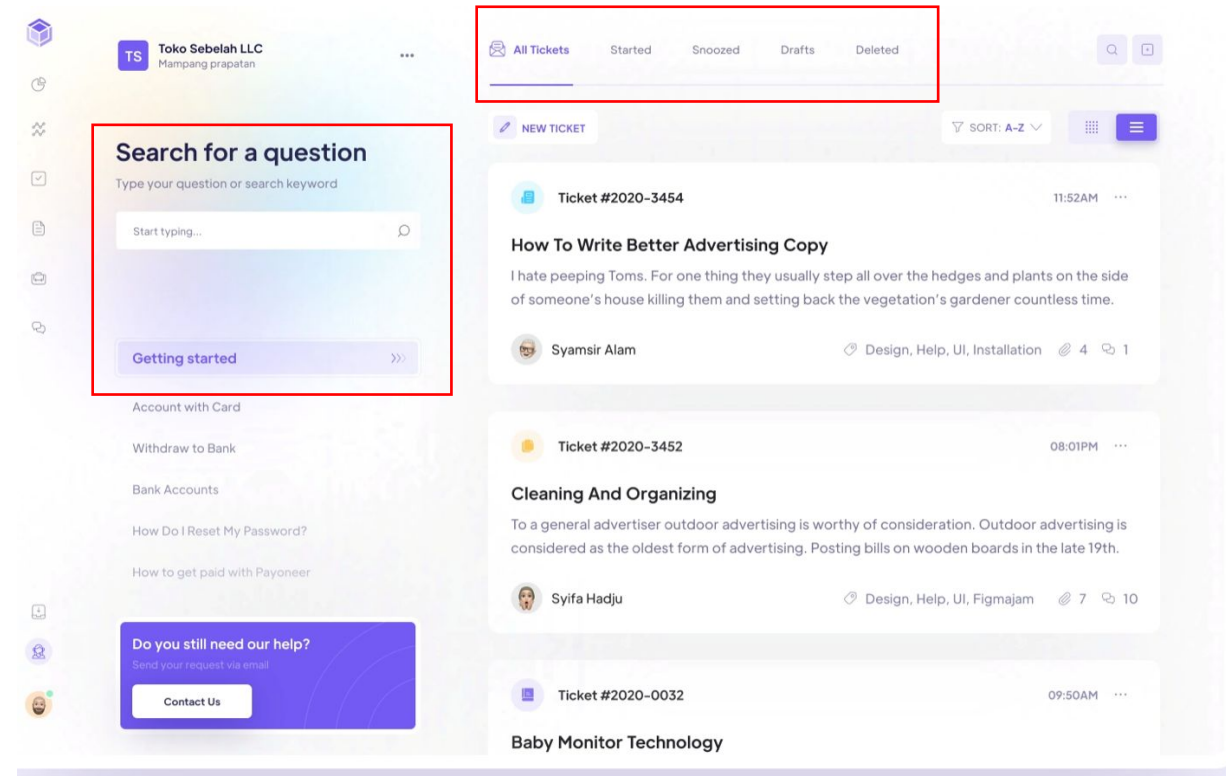 TS
Toko Sebelah LLC
Mampang prapatan
Search for a question
Type your question or search keyword
Start typing...
Getting started
Account with Card
Withdraw to Bank
Bank Accounts
How Do I Reset My Password?
How to get paid with Payoneer
Do you still need our help?
Send your request via email
Contact Us
All Tickets Started Snoozed Drafts Deleted
NEW TICKET SORT: A-Z
Ticket #2020-3454 11:52AM
How To Write Better Advertising Copy
I hate peeping Toms. For one thing they usually step all over the hedges and plants on the side
of someone's house killing them and setting back the vegetation's gardener countless time.
Syamsir Alam Design, Help, UI, Installation 4 1
Ticket #2020-3452 08:01PM
Cleaning And Organizing
To a general advertiser outdoor advertising is worthy of consideration. Outdoor advertising is
considered as the oldest form of advertising. Posting bills on wooden boards in the late 19th.
Syifa Hadju Design, Help, UI, Figmajam 7 10
Ticket #2020-0032 09:50AM
Baby Monitor Technology